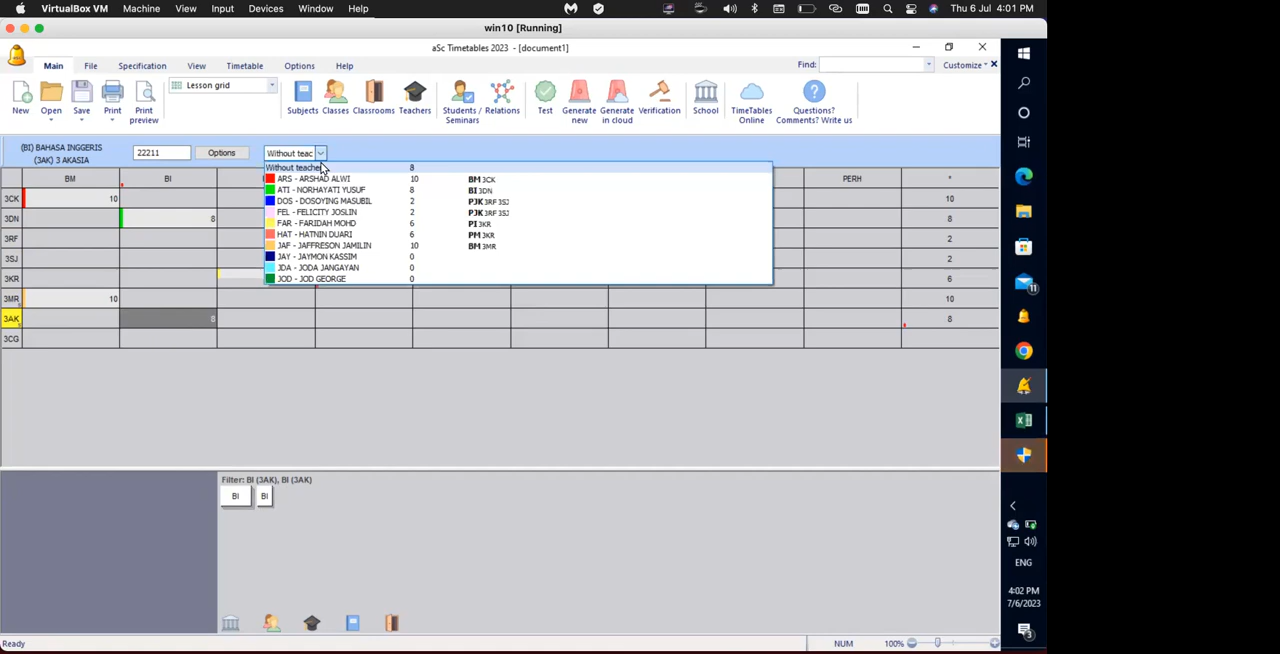 VirtualBox VM Machine View Input Devices Window Help Thu 6 Jul 4:01 PM
win10 [Running]
aSc Timetables 2023 - [document1]
Main File Specification View Timetable Options Help Find: Customize
Lesson grid
New Open Save Print Print preview Subjects Classes Classrooms Teachers Students / Seminars Relations Test Generate new Generate in cloud Verification School TimeTables Online Questions? Comments? Write us
(BI) BAHASA INGGERIS
(3AK) 3 AKASIA
22211 Options Without teac
Without teacher 8
ARS - ARSHAD ALWI 10 BM 3CK
ATI - NORHAYATI YUSUF 8 BI 3DN
DOS - DOSOYING MASUBIL 2 PJK 3RF 3SJ
FEL - FELICITY JOSLIN 2 PJK 3RF 3SJ
FAR - FARIDAH MOHD 6 PI 3KR
HAT - HATNIN DUARI 6 PM 3KR
JAF - JAFFRESON JAMILIN 10 BM 3MR
JAY - JAYMON KASSIM 0
JDA - JODA JANGAYAN 0
JOD - JOD GEORGE 0
BM BI PERH *
3CK 10 10
3DN 8 8
3RF 2
3SJ 2
3KR 6
3MR 10 10
3AK 8 8
3CG
Filter: BI (3AK), BI (3AK)
BI BI
11
ENG
4:02 PM
7/6/2023
3
Ready NUM 100%